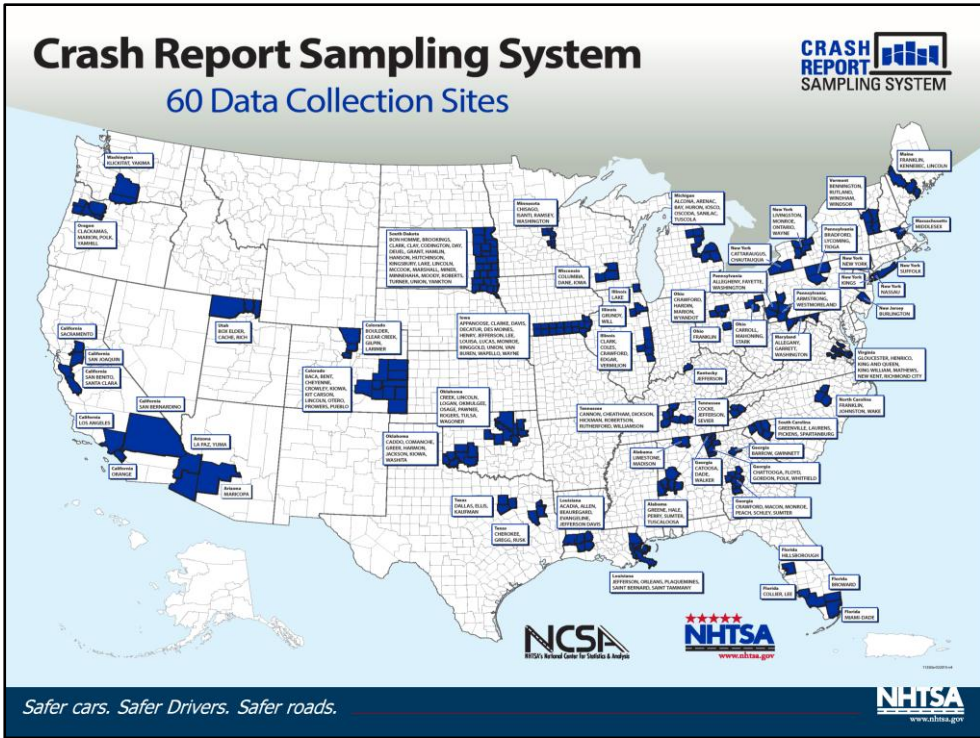 Crash Report Sampling System
60 Data Collection Sites
CRASH
REPORT
SAMPLING SYSTEM
Washington
KLICKITAT, YAKIMA
Oregon
CLACKAMAS,
MARION, POLK,
YAMHILL
California
SACRAMENTO
California
SAN JOAQUIN
California
SAN BENITO,
SANTA CLARA
California
SAN BERNARDINO
California
LOS ANGELES
California
ORANGE
Arizona
LA PAZ, YUMA
Arizona
MARICOPA
Utah
BOX ELDER,
CACHE, RICH
Colorado
BOULDER,
CLEAR CREEK,
GILPIN,
LARIMER
Colorado
BACA, BENT,
CHEYENNE,
CROWLEY, KIOWA,
KIT CARSON,
LINCOLN, OTERO,
PROWERS, PUEBLO
South Dakota
BON HOMME, BROOKINGS,
CLARK, CLAY, CODINGTON, DAY,
DEUEL, GRANT, HAMLIN,
HANSON, HUTCHINSON,
KINGSBURY, LAKE, LINCOLN,
MCCOOK, MARSHALL, MINER,
MINNEHAHA, MOODY, ROBERTS,
TURNER, UNION, YANKTON
Minnesota
CHISAGO,
ISANTI, RAMSEY,
WASHINGTON
Wisconsin
COLUMBIA,
DANE, IOWA
Iowa
APPANOOSE, CLARKE, DAVIS,
DECATUR, DES MOINES,
HENRY, JEFFERSON, LEE,
LOUISA, LUCAS, MONROE,
RINGGOLD, UNION, VAN
BUREN, WAPELLO, WAYNE
Illinois
LAKE
Illinois
GRUNDY,
WILL
Illinois
CLARK,
COLES,
CRAWFORD,
EDGAR,
VERMILION
Michigan
ALCONA, ARENAC,
BAY, HURON, IOSCO,
OSCODA, SANILAC,
TUSCOLA
Ohio
CRAWFORD,
HARDIN,
MARION,
WYANDOT
Ohio
FRANKLIN
Ohio
CARROLL,
MAHONING,
STARK
Kentucky
JEFFERSON
New York
LIVINGSTON,
MONROE,
ONTARIO,
WAYNE
New York
CATTARAUGUS,
CHAUTAUQUA
Pennsylvania
BRADFORD,
LYCOMING,
TIOGA
Pennsylvania
ALLEGHENY, FAYETTE,
WASHINGTON
Pennsylvania
ARMSTRONG,
WESTMORELAND
Maryland
ALLEGANY,
GARRETT,
WASHINGTON
Vermont
BENNINGTON,
RUTLAND,
WINDHAM,
WINDSOR
Maine
FRANKLIN,
KENNEBEC, LINCOLN
Massachusetts
MIDDLESEX
New York
NEW YORK
New York
SUFFOLK
New York
KINGS
New York
NASSAU
New Jersey
BURLINGTON
Virginia
GLOUCESTER, HENRICO,
KING AND QUEEN,
KING WILLIAM, MATHEWS,
NEW KENT, RICHMOND CITY
North Carolina
FRANKLIN,
JOHNSTON, WAKE
South Carolina
GREENVILLE, LAURENS,
PICKENS, SPARTANBURG
Tennessee
CANNON, CHEATHAM, DICKSON,
HICKMAN, ROBERTSON,
RUTHERFORD, WILLIAMSON
Tennessee
COCKE,
JEFFERSON,
SEVIER
Oklahoma
CREEK, LINCOLN,
LOGAN, OKMULGEE,
OSAGE, PAWNEE,
ROGERS, TULSA,
WAGONER
Oklahoma
CADDO, COMANCHE,
GREER, HARMON,
JACKSON, KIOWA,
WASHITA
Texas
DALLAS, ELLIS,
KAUFMAN
Texas
CHEROKEE,
GREGG, RUSK
Louisiana
ACADIA, ALLEN,
BEAUREGARD,
EVANGELINE,
JEFFERSON DAVIS
Louisiana
JEFFERSON, ORLEANS, PLAQUEMINES,
SAINT BERNARD, SAINT TAMMANY
Alabama
LIMESTONE,
MADISON
Alabama
GREENE, HALE,
PERRY, SUMTER,
TUSCALOOSA
Georgia
CATOOSA,
DADE,
WALKER
Georgia
BARROW, GWINNETT
Georgia
CHATTOOGA, FLOYD,
GORDON, POLK, WHITFIELD
Georgia
CRAWFORD, MACON, MONROE,
PEACH, SCHLEY, SUMTER
Florida
HILLSBOROUGH
Florida
BROWARD
Florida
COLLIER, LEE
Florida
MIAMI-DADE
NCSA
NHTSA's National Center for Statistics & Analysis
NHTSA
www.nhtsa.gov
Safer cars. Safer Drivers. Safer roads.
NHTSA
www.nhtsa.gov